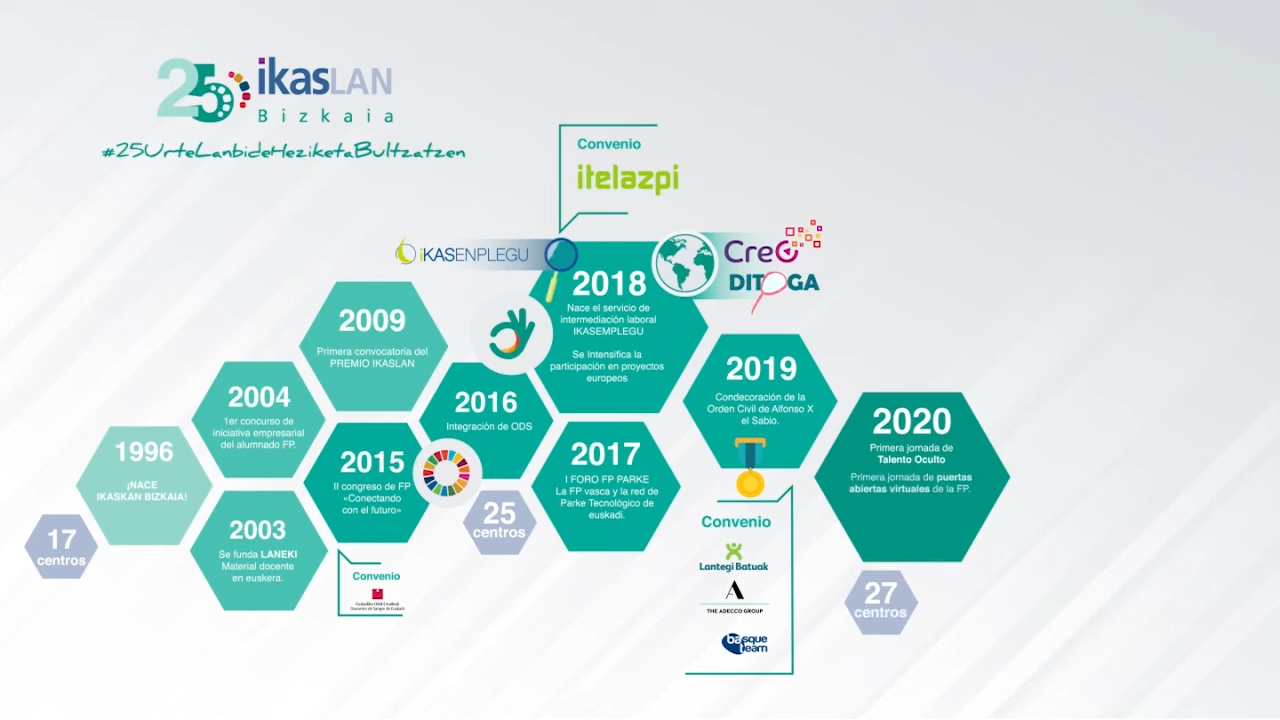 25 ikasLAN
Bizkaia
#25UrteLanbideHeziketaBultzatzen
Convenio
itelazpi
iKASENPLEGU
Creo
DITOGA
2018
Nace el servicio de
intermediación laboral
IKASEMPLEGU
Se Intensifica la
participación en proyectos
europeos
2009
Primera convocatoria del
PREMIO IKASLAN
2019
Condecoración de la
Orden Civil de Alfonso X
el Sabio.
2004
1er concurso de
iniciativa empresarial
del alumnado FP.
2016
Integración de ODS
2020
Primera jornada de
Talento Oculto
Primera jornada de puertas
abiertas virtuales de la FP.
1996
¡NACE
IKASKAN BIZKAIA!
2015
II congreso de FP
«Conectando
con el futuro»
2017
I FORO FP PARKE
La FP vasca y la red de
Parke Tecnológico de
euskadi.
17
centros
2003
Se funda LANEKI
Material docente
en euskera.
25
centros
Convenio
Convenio
Lantegi Batuak
THE ADECCO GROUP
basque
team
27
centros